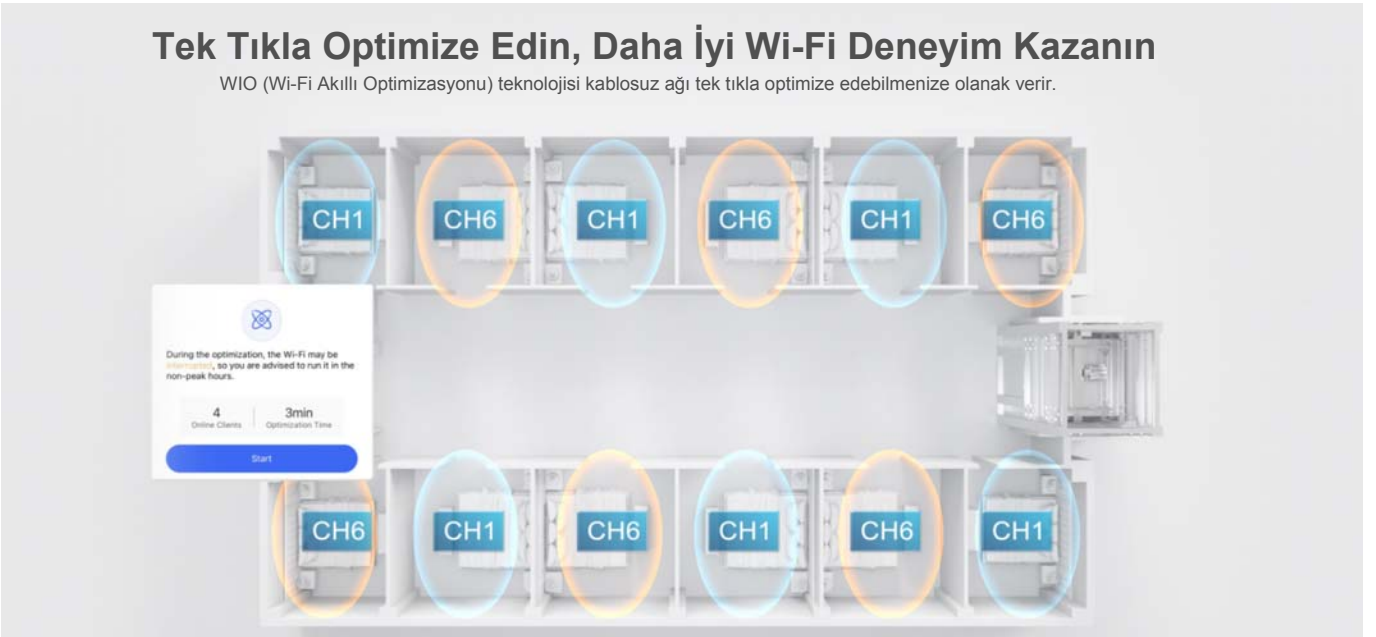 Tek Tıkla Optimize Edin, Daha İyi Wi-Fi Deneyim Kazanın
WIO (Wi-Fi Akıllı Optimizasyonu) teknolojisi kablosuz ağı tek tıkla optimize edebilmenize olanak verir.
CH1 CH6 CH1 CH6 CH1 CH6
During the optimization, the Wi-Fi may be
interrupted, so you are advised to run it in the
non-peak hours.
4 3min
Online Clients Optimization Time
Start
CH6 CH1 CH6 CH1 CH6 CH1